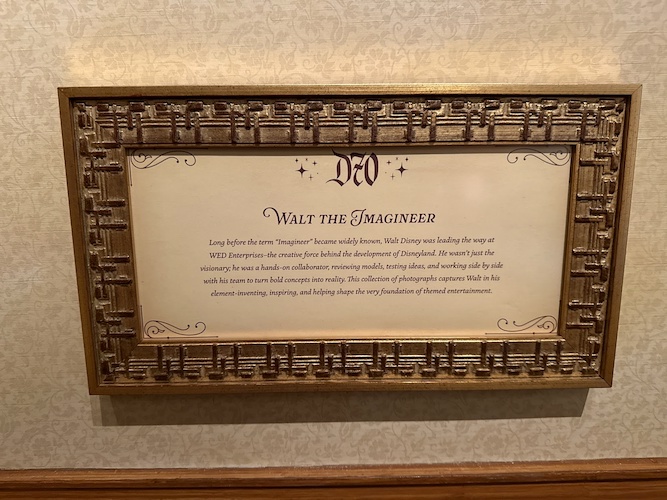 D70
WALT THE IMAGINEER
Long before the term "Imagineer" became widely known, Walt Disney was leading the way at
WED Enterprises–the creative force behind the development of Disneyland. He wasn't just the
visionary; he was a hands-on collaborator, reviewing models, testing ideas, and working side by side
with his team to turn bold concepts into reality. This collection of photographs captures Walt in his
element-inventing, inspiring, and helping shape the very foundation of themed entertainment.